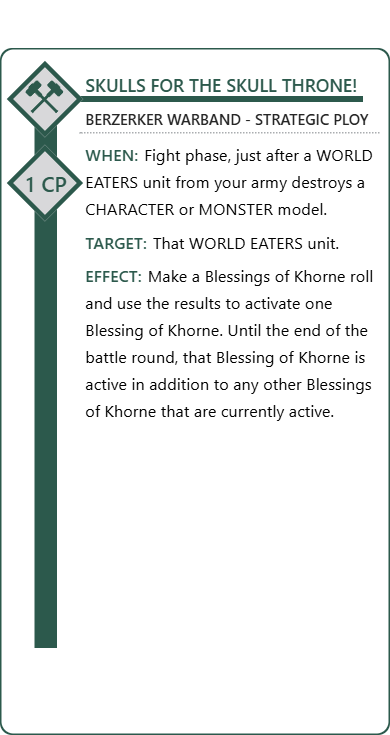 SKULLS FOR THE SKULL THRONE!
BERZERKER WARBAND - STRATEGIC PLOY
1 CP
WHEN: Fight phase, just after a WORLD
EATERS unit from your army destroys a
CHARACTER or MONSTER model.
TARGET: That WORLD EATERS unit.
EFFECT: Make a Blessings of Khorne roll
and use the results to activate one
Blessing of Khorne. Until the end of the
battle round, that Blessing of Khorne is
active in addition to any other Blessings
of Khorne that are currently active.